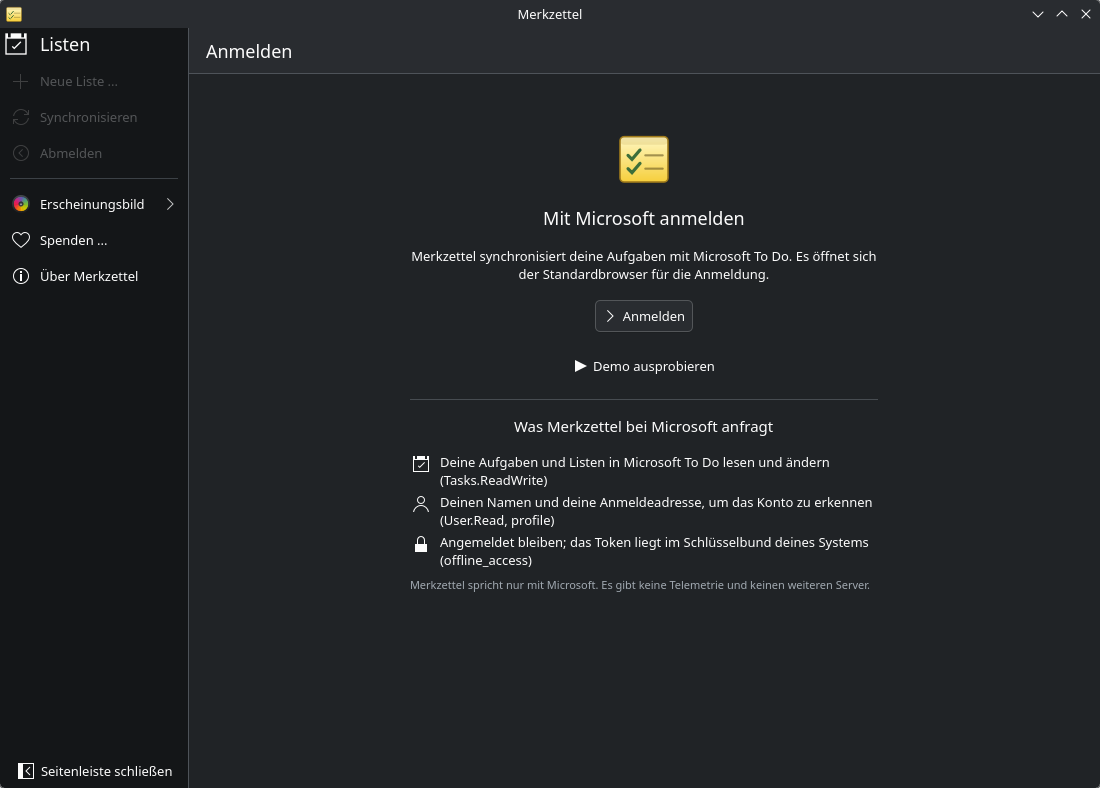 Merkzettel
Listen
Neue Liste ...
Synchronisieren
Abmelden
Erscheinungsbild
Spenden ...
Über Merkzettel
Seitenleiste schließen
Anmelden
Mit Microsoft anmelden
Merkzettel synchronisiert deine Aufgaben mit Microsoft To Do. Es öffnet sich
der Standardbrowser für die Anmeldung.
Anmelden
Demo ausprobieren
Was Merkzettel bei Microsoft anfragt
Deine Aufgaben und Listen in Microsoft To Do lesen und ändern
(Tasks.ReadWrite)
Deinen Namen und deine Anmeldeadresse, um das Konto zu erkennen
(User.Read, profile)
Angemeldet bleiben; das Token liegt im Schlüsselbund deines Systems
(offline_access)
Merkzettel spricht nur mit Microsoft. Es gibt keine Telemetrie und keinen weiteren Server.